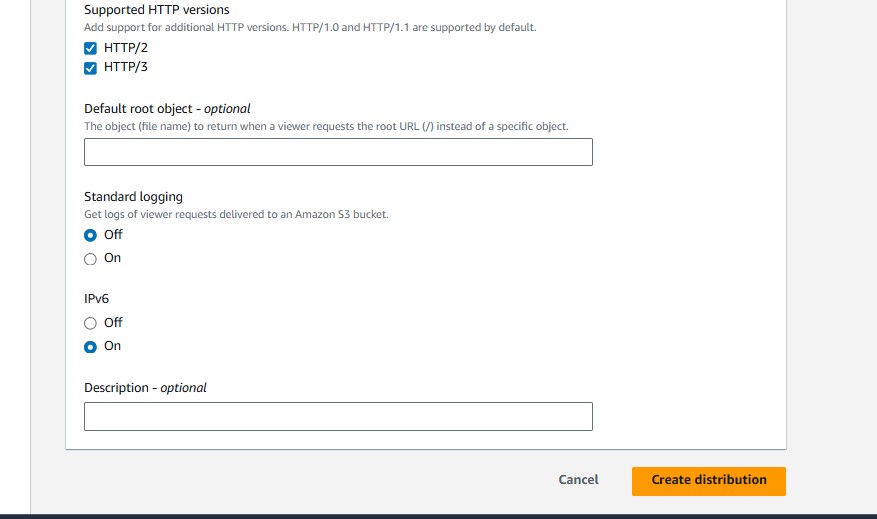 Supported HTTP versions
Add support for additional HTTP versions. HTTP/1.0 and HTTP/1.1 are supported by default.
HTTP/2
HTTP/3
Default root object - optional
The object (file name) to return when a viewer requests the root URL (/) instead of a specific object.
Standard logging
Get logs of viewer requests delivered to an Amazon S3 bucket.
Off
On
IPv6
Off
On
Description - optional
Cancel
Create distribution